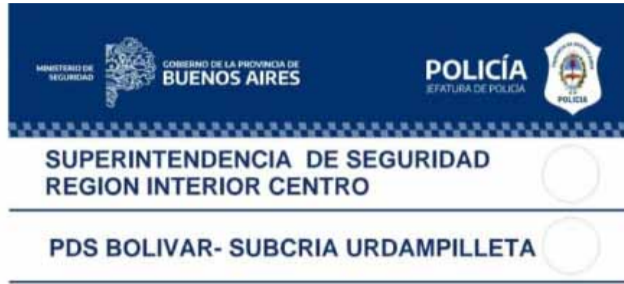 MINISTERIO DE
SEGURIDAD
GOBIERNO DE LA PROVINCIA DE
BUENOS AIRES
POLICÍA
JEFATURA DE POLICÍA
POLICIA
SUPERINTENDENCIA DE SEGURIDAD
REGION INTERIOR CENTRO
PDS BOLIVAR- SUBCRIA URDAMPILLETA